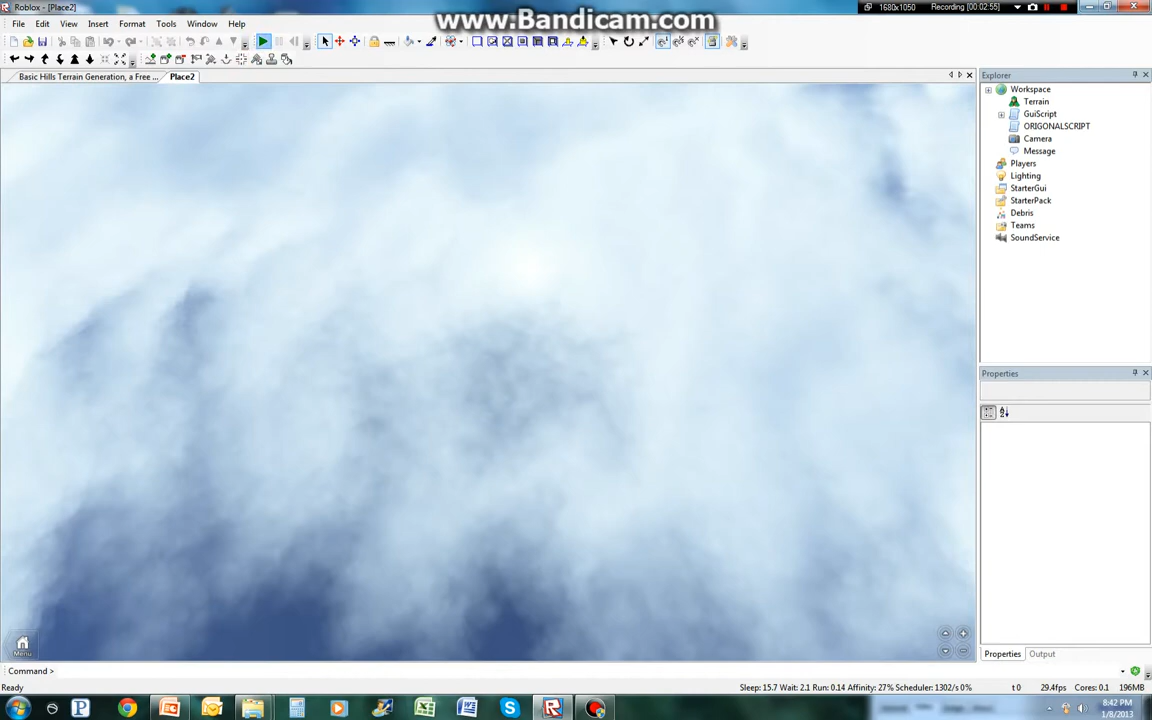 Roblox - [Place2]
www.Bandicam.com
1680x1050
Recording [00:02:55]
File Edit View Insert Format Tools Window Help
Basic Hills Terrain Generation, a Free ...
Place2
Explorer
Workspace
Terrain
GuiScript
ORIGONALSCRIPT
Camera
Message
Players
Lighting
StarterGui
StarterPack
Debris
Teams
SoundService
Properties
Menu
Properties Output
Command >
Ready
Sleep: 15.7 Wait: 2.1 Run: 0.14 Affinity: 27% Scheduler: 1302/s 0%
t 0
29.4fps
Cores: 0.1
196MB
8:42 PM
1/8/2013